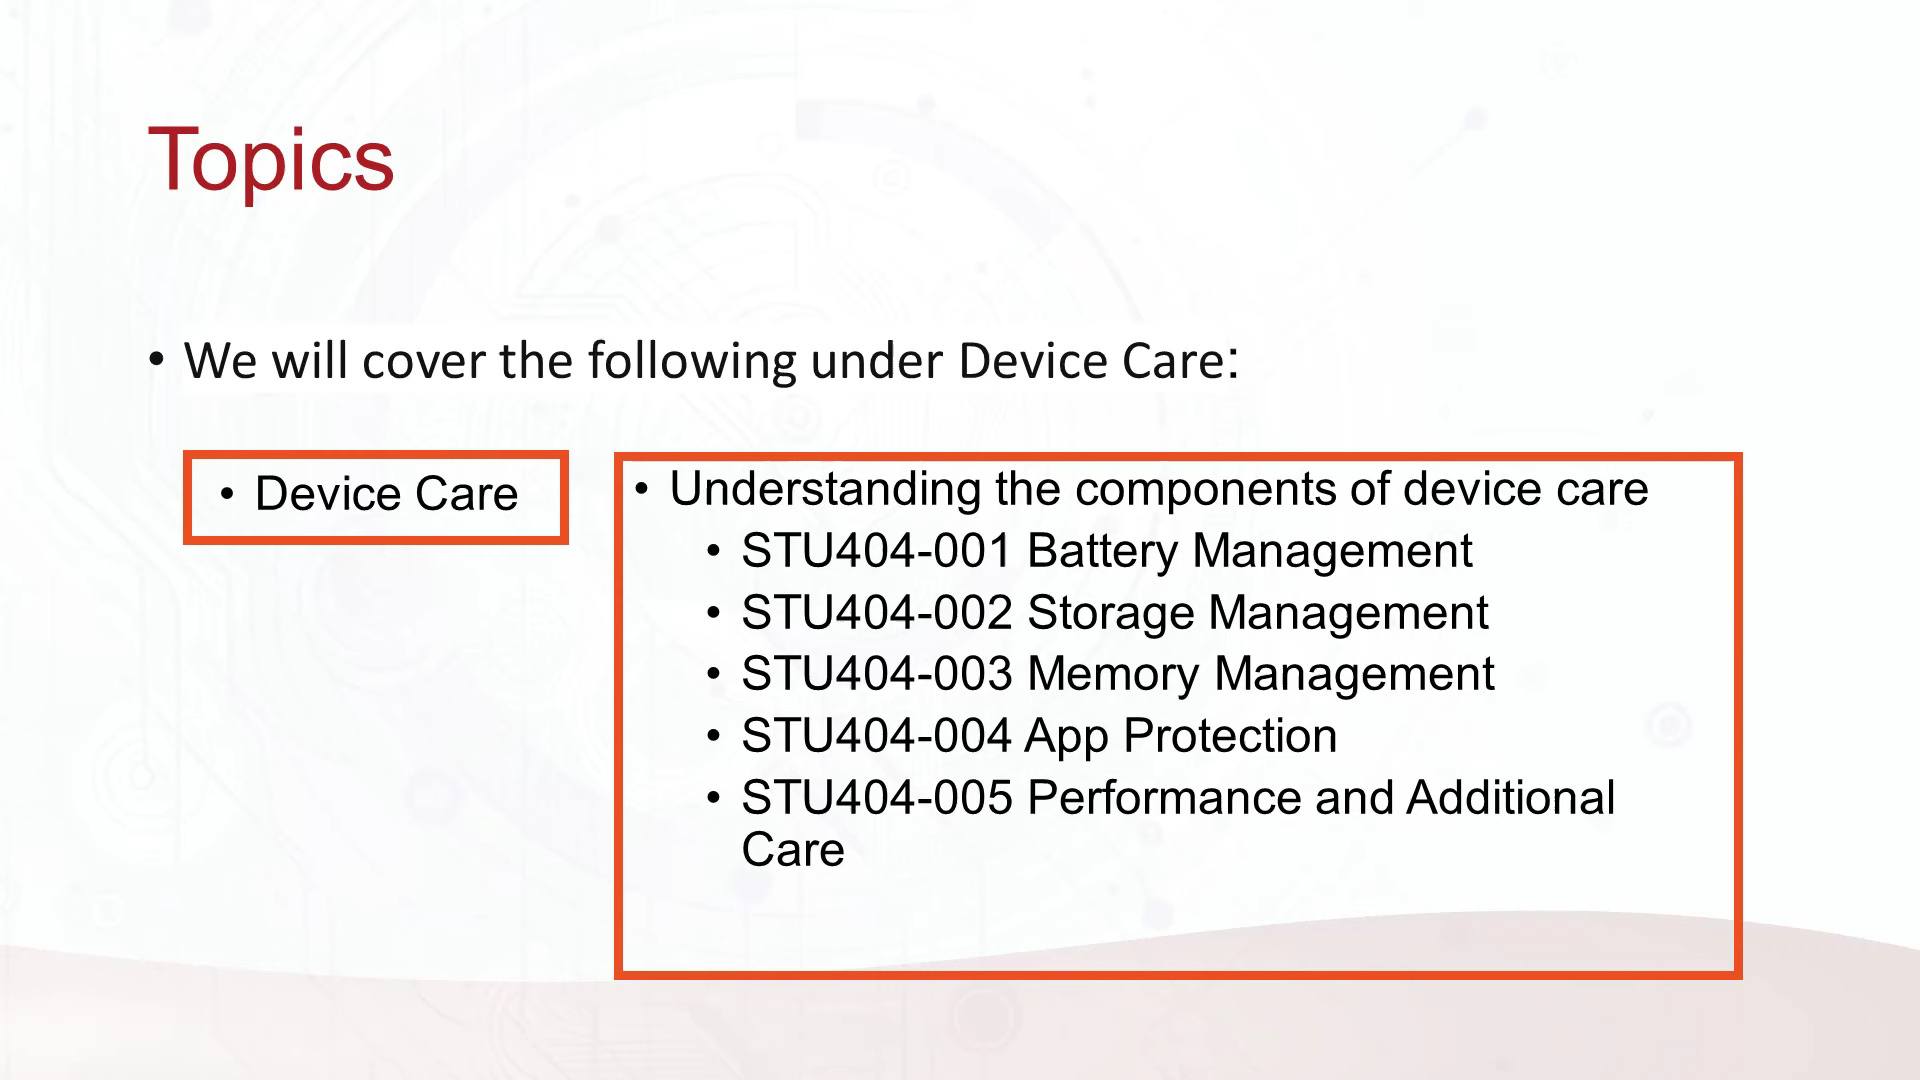 Topics
• We will cover the following under Device Care:
• Device Care
• Understanding the components of device care
• STU404-001 Battery Management
• STU404-002 Storage Management
• STU404-003 Memory Management
• STU404-004 App Protection
• STU404-005 Performance and Additional
Care